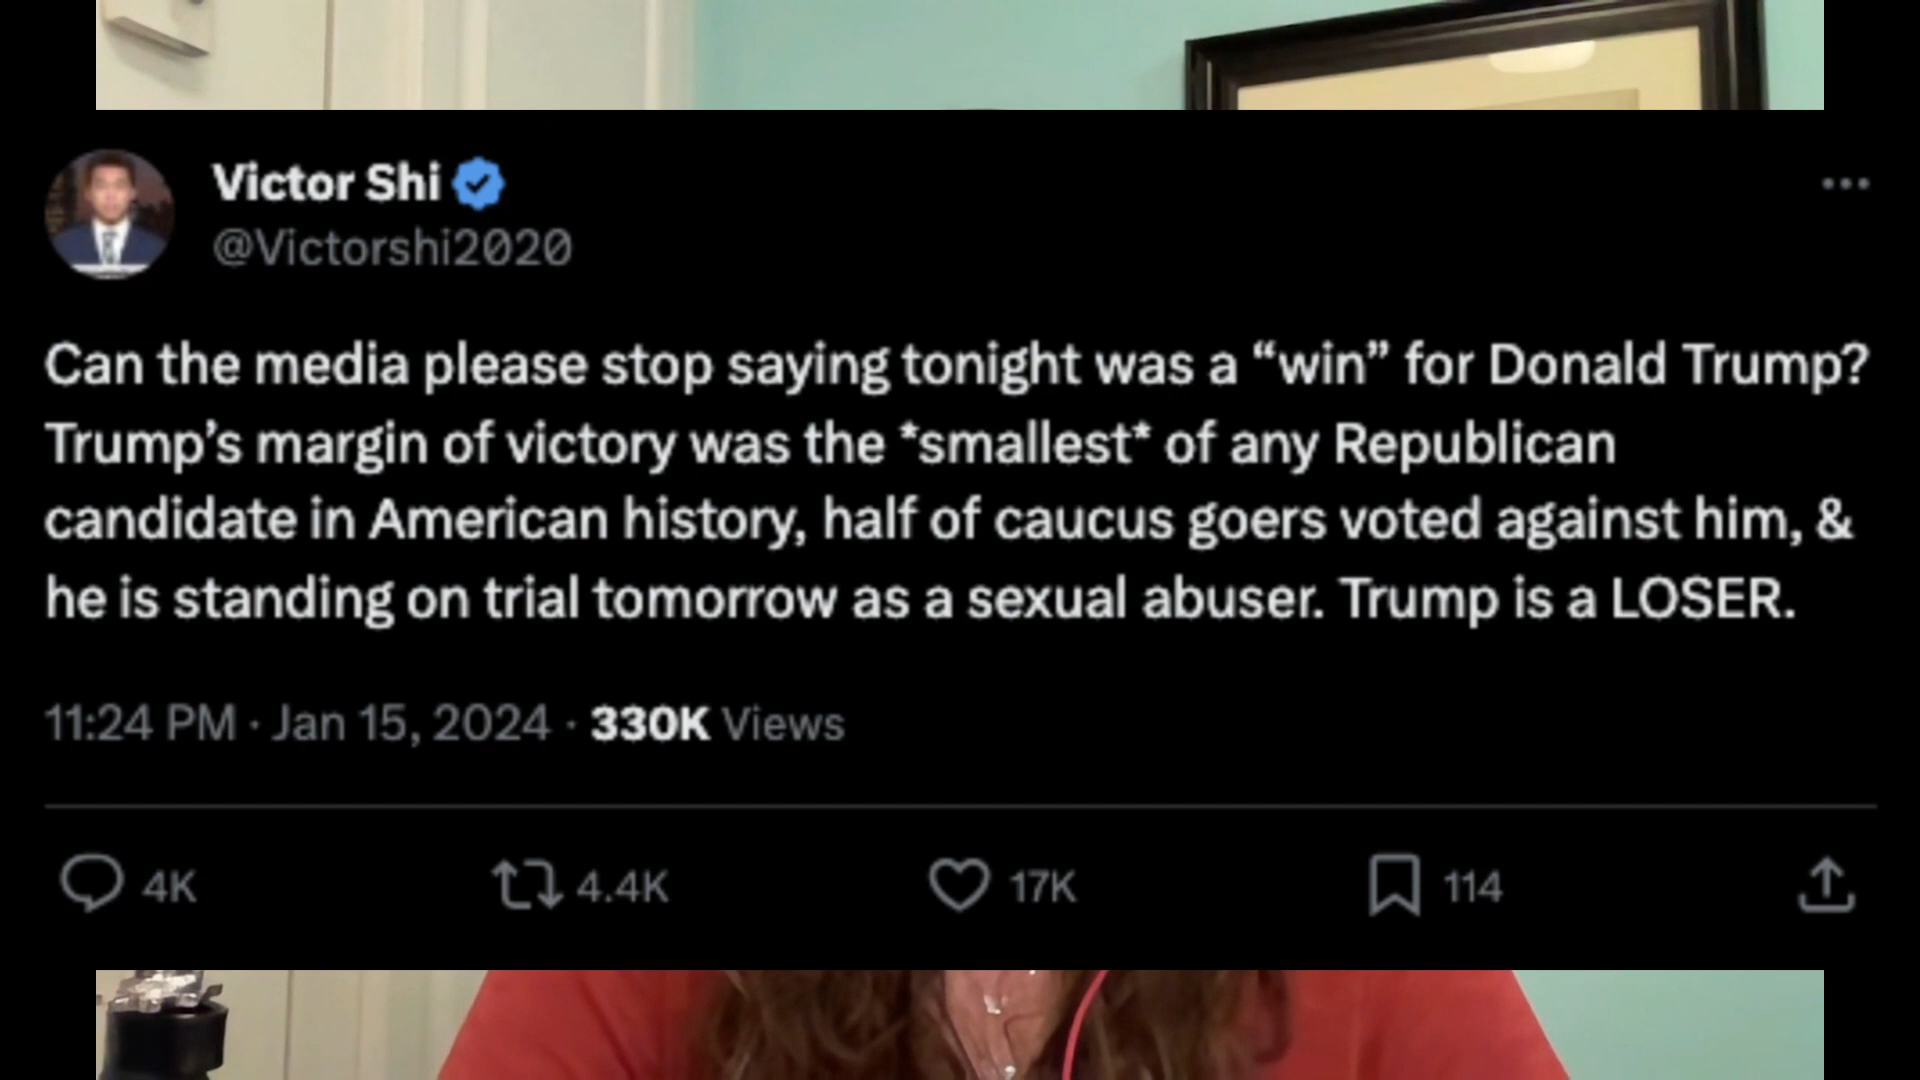 Victor Shi
@Victorshi2020
Can the media please stop saying tonight was a “win” for Donald Trump?
Trump’s margin of victory was the *smallest* of any Republican
candidate in American history, half of caucus goers voted against him, &
he is standing on trial tomorrow as a sexual abuser. Trump is a LOSER.
11:24 PM · Jan 15, 2024 · 330K Views
4K 4.4K 17K 114